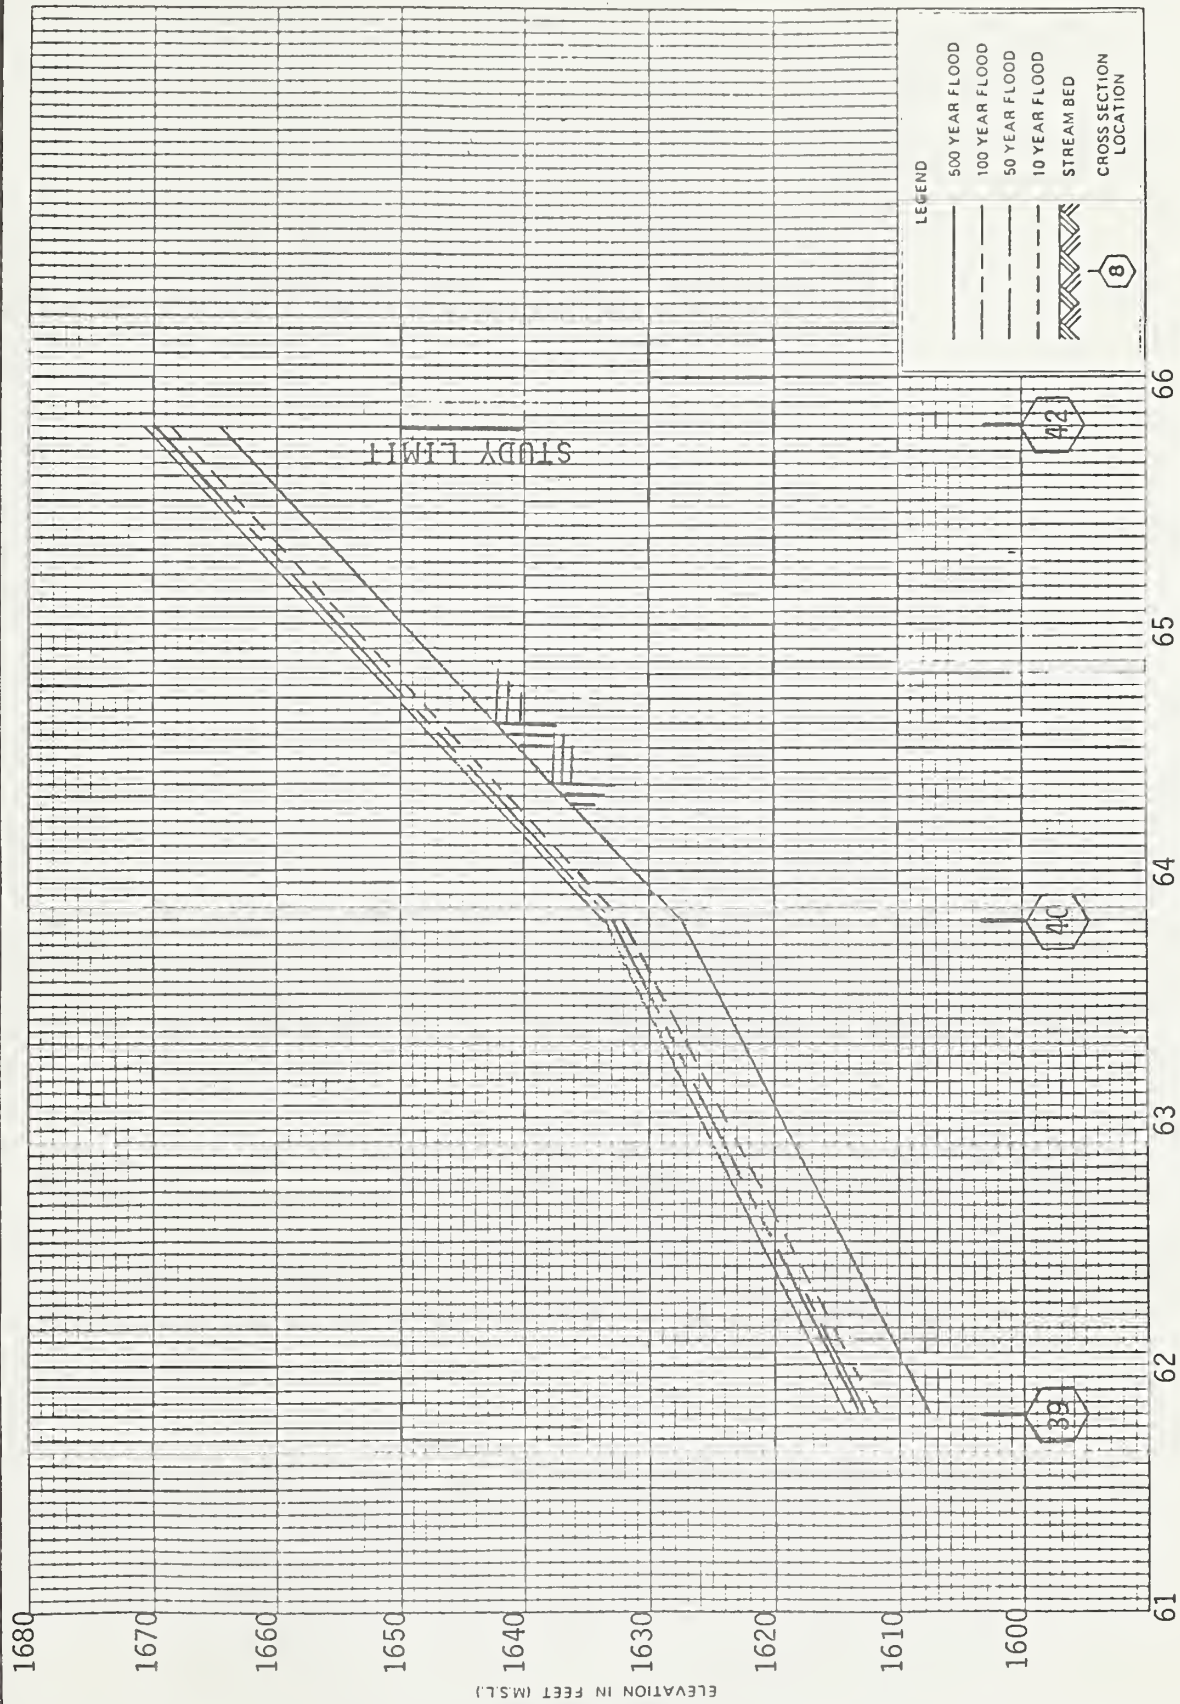 1680
1670
1660
1650
1640
1630
1620
1610
1600
ELEVATION IN FEET (M.S.L.)
61
62
63
64
65
66
STUDY LIMIT
39
40
42
LEGEND
500 YEAR FLOOD
100 YEAR FLOOD
50 YEAR FLOOD
10 YEAR FLOOD
STREAM BED
8
CROSS SECTION
LOCATION